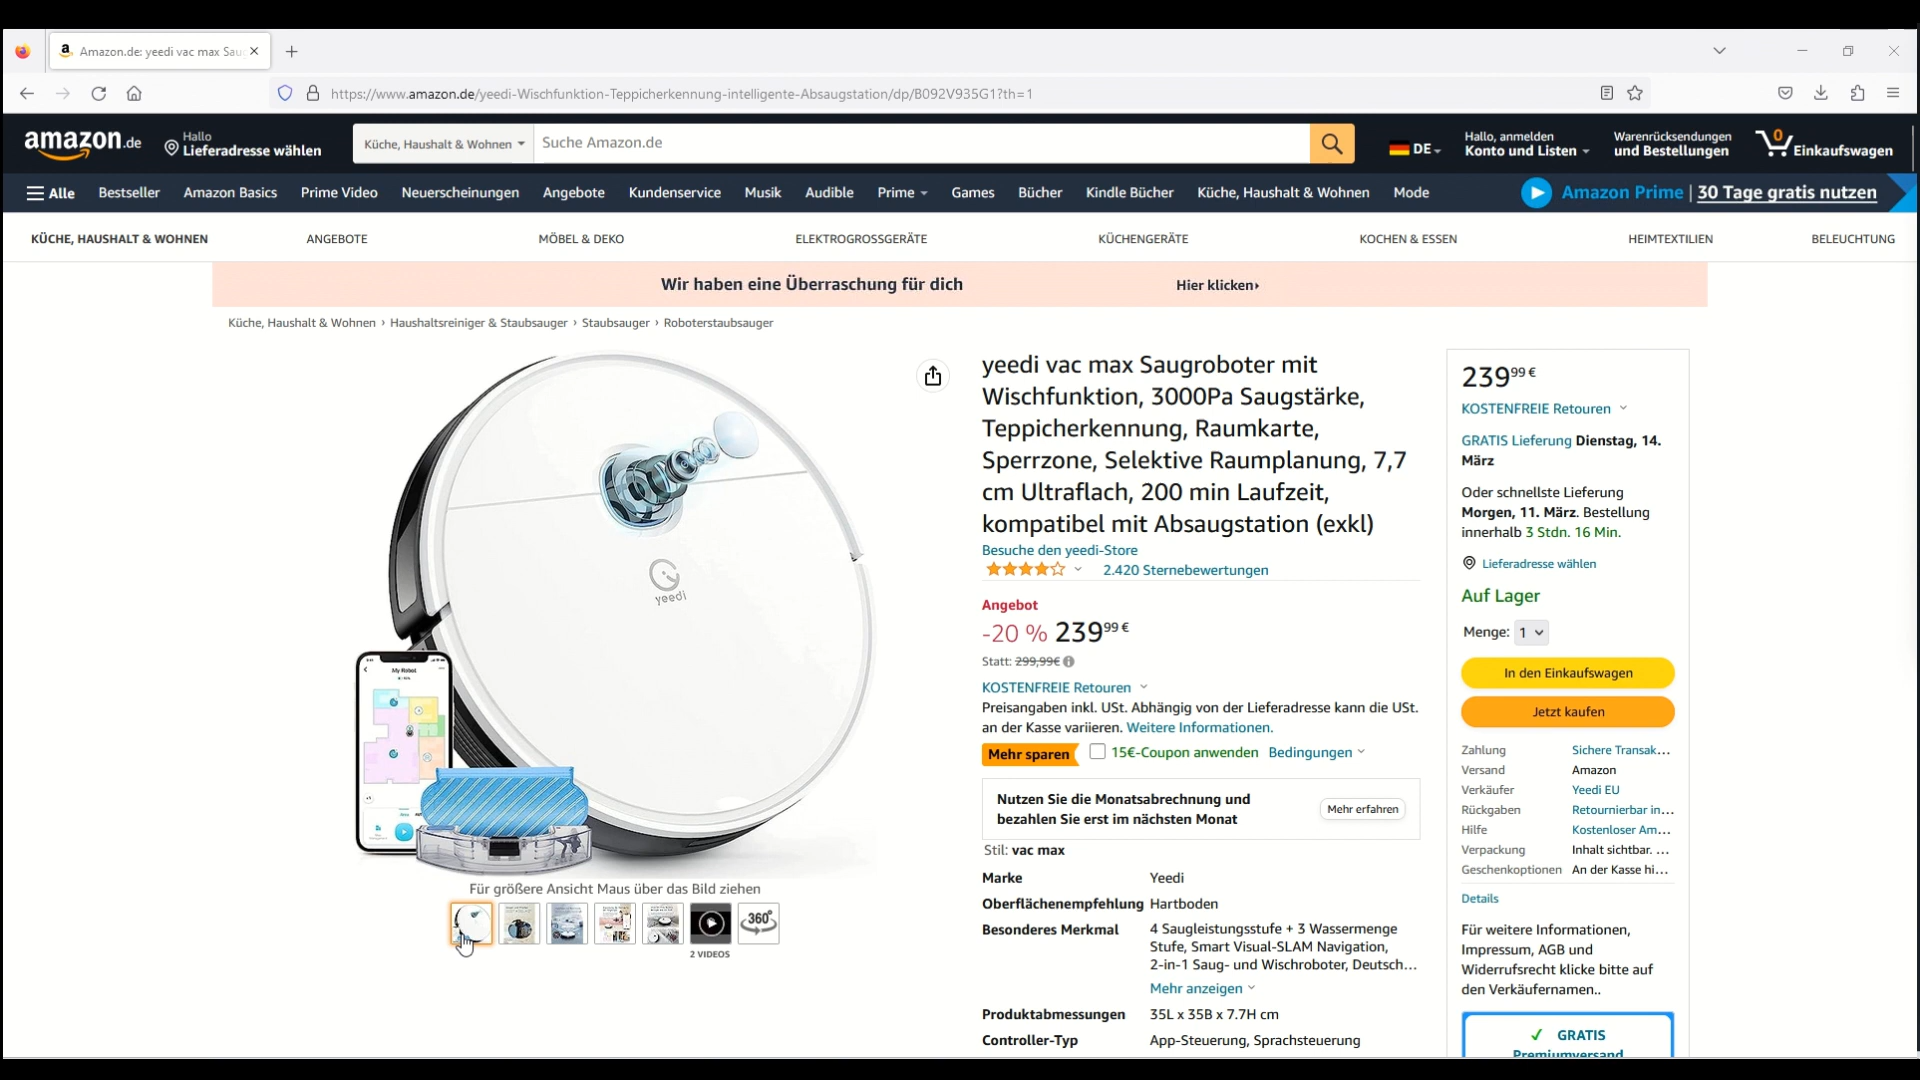 Amazon.de: yeedi vac max Saug
https://www.amazon.de/yeedi-Wischfunktion-Teppicherkennung-intelligente-Absaugstation/dp/B092V935G1?th=1
amazon.de
Hallo
Lieferadresse wählen
Küche, Haushalt & Wohnen
Suche Amazon.de
DE
Hallo, anmelden
Konto und Listen
Warenrücksendungen
und Bestellungen
0
Einkaufswagen
Alle Bestseller Amazon Basics Prime Video Neuerscheinungen Angebote Kundenservice Musik Audible Prime Games Bücher Kindle Bücher Küche, Haushalt & Wohnen Mode
Amazon Prime | 30 Tage gratis nutzen
KÜCHE, HAUSHALT & WOHNEN ANGEBOTE MÖBEL & DEKO ELEKTROGROSSGERÄTE KÜCHENGERÄTE KOCHEN & ESSEN HEIMTEXTILIEN BELEUCHTUNG
Wir haben eine Überraschung für dich Hier klicken
Küche, Haushalt & Wohnen › Haushaltsreiniger & Staubsauger › Staubsauger › Roboterstaubsauger
yeedi
My Robot
Für größere Ansicht Maus über das Bild ziehen
360°
2 VIDEOS
yeedi vac max Saugroboter mit
Wischfunktion, 3000Pa Saugstärke,
Teppicherkennung, Raumkarte,
Sperrzone, Selektive Raumplanung, 7,7
cm Ultraflach, 200 min Laufzeit,
kompatibel mit Absaugstation (exkl)
Besuche den yeedi-Store
2.420 Sternebewertungen
Angebot
-20 % 239⁹⁹ €
Statt: 299,99€
KOSTENFREIE Retouren
Preisangaben inkl. USt. Abhängig von der Lieferadresse kann die USt.
an der Kasse variieren. Weitere Informationen.
Mehr sparen 15€-Coupon anwenden Bedingungen
Nutzen Sie die Monatsabrechnung und
bezahlen Sie erst im nächsten Monat
Mehr erfahren
Stil: vac max
Marke Yeedi
Oberflächenempfehlung Hartboden
Besonderes Merkmal 4 Saugleistungsstufe + 3 Wassermenge
Stufe, Smart Visual-SLAM Navigation,
2-in-1 Saug- und Wischroboter, Deutsch...
Mehr anzeigen
Produktabmessungen 35L x 35B x 7.7H cm
Controller-Typ App-Steuerung, Sprachsteuerung
239⁹⁹ €
KOSTENFREIE Retouren
GRATIS Lieferung Dienstag, 14.
März
Oder schnellste Lieferung
Morgen, 11. März. Bestellung
innerhalb 3 Stdn. 16 Min.
Lieferadresse wählen
Auf Lager
Menge: 1
In den Einkaufswagen
Jetzt kaufen
Zahlung Sichere Transak...
Versand Amazon
Verkäufer Yeedi EU
Rückgaben Retournierbar in...
Hilfe Kostenloser Am...
Verpackung Inhalt sichtbar. ...
Geschenkoptionen An der Kasse hi...
Details
Für weitere Informationen,
Impressum, AGB und
Widerrufsrecht klicke bitte auf
den Verkäufernamen..
GRATIS
Premiumversand